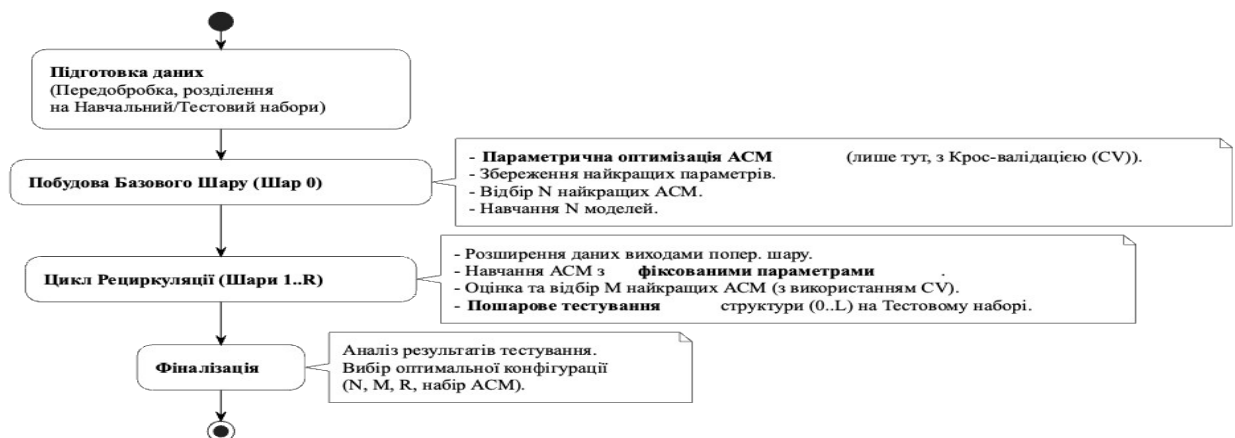 Підготовка даних
(Передобробка, розділення
на Навчальний/Тестовий набори)
Побудова Базового Шару (Шар 0)
- Параметрична оптимізація АСМ (лише тут, з Крос-валідацією (CV)).
- Збереження найкращих параметрів.
- Відбір N найкращих АСМ.
- Навчання N моделей.
Цикл Рециркуляції (Шари 1..R)
- Розширення даних виходами попер. шару.
- Навчання АСМ з фіксованими параметрами .
- Оцінка та відбір M найкращих АСМ (з використанням CV).
- Пошарове тестування структури (0..L) на Тестовому наборі.
Фіналізація
Аналіз результатів тестування.
Вибір оптимальної конфігурації
(N, M, R, набір АСМ).